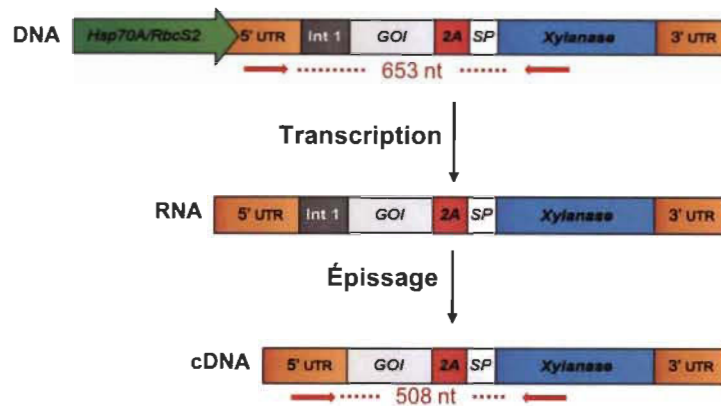 DNA Hsp70A/RbcS2 5' UTR Int 1 GOI 2A SP Xylanase 3' UTR
653 nt
Transcription
RNA 5' UTR Int 1 GOI 2A SP Xylanase 3' UTR
Épissage
cDNA 5' UTR GOI 2A SP Xylanase 3' UTR
508 nt